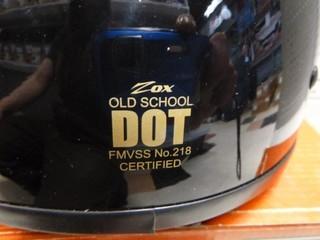 Zox
OLD SCHOOL
DOT
FMVSS No.218
CERTIFIED